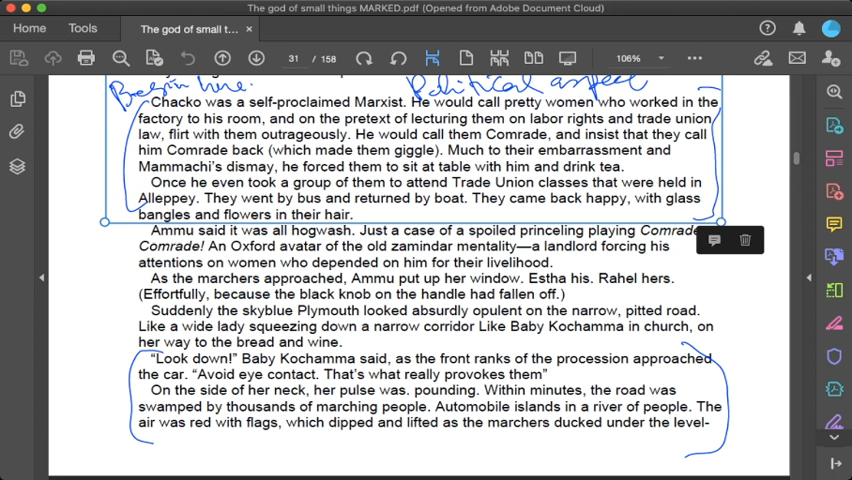 The god of small things MARKED.pdf (Opened from Adobe Document Cloud)
Home Tools The god of small t... ×
31 / 158 106%
Begin here. Political aspect
Chacko was a self-proclaimed Marxist. He would call pretty women who worked in the
factory to his room, and on the pretext of lecturing them on labor rights and trade union
law, flirt with them outrageously. He would call them Comrade, and insist that they call
him Comrade back (which made them giggle). Much to their embarrassment and
Mammachi's dismay, he forced them to sit at table with him and drink tea.
Once he even took a group of them to attend Trade Union classes that were held in
Alleppey. They went by bus and returned by boat. They came back happy, with glass
bangles and flowers in their hair.
Ammu said it was all hogwash. Just a case of a spoiled princeling playing Comrade
Comrade! An Oxford avatar of the old zamindar mentality—a landlord forcing his
attentions on women who depended on him for their livelihood.
As the marchers approached, Ammu put up her window. Estha his. Rahel hers.
(Effortfully, because the black knob on the handle had fallen off.)
Suddenly the skyblue Plymouth looked absurdly opulent on the narrow, pitted road.
Like a wide lady squeezing down a narrow corridor Like Baby Kochamma in church, on
her way to the bread and wine.
“Look down!” Baby Kochamma said, as the front ranks of the procession approached
the car. “Avoid eye contact. That's what really provokes them”
On the side of her neck, her pulse was. pounding. Within minutes, the road was
swamped by thousands of marching people. Automobile islands in a river of people. The
air was red with flags, which dipped and lifted as the marchers ducked under the level-